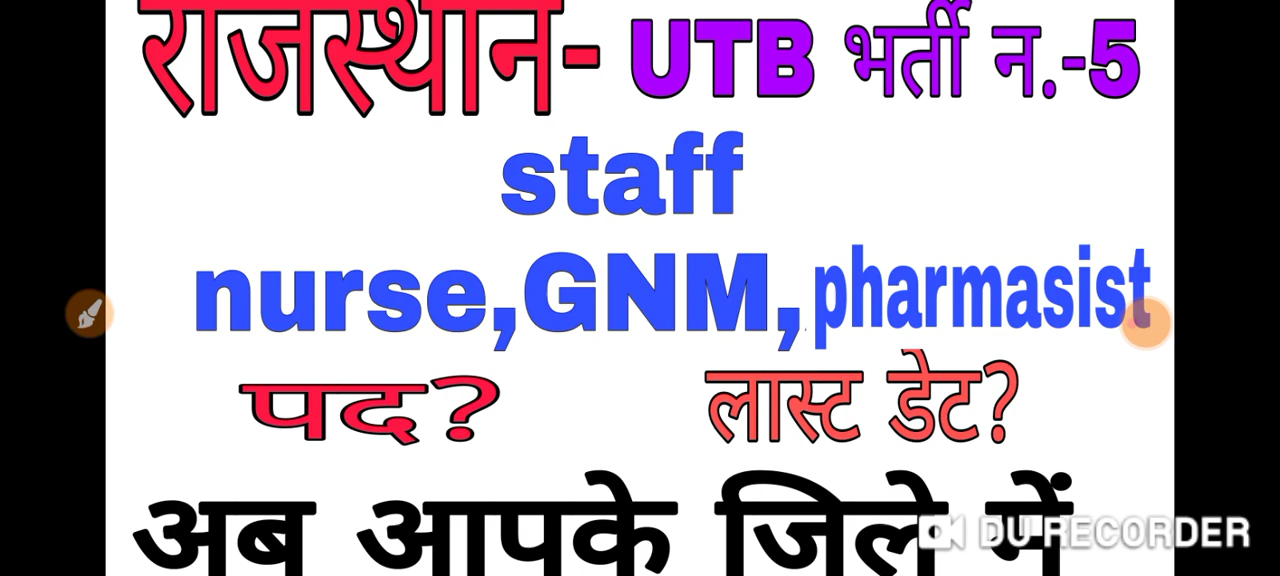 राजस्थान- UTB भर्ती न.-5
staff
nurse,GNM,pharmasist
पद? लास्ट डेट?
अब आपके जिले में
DU RECORDER